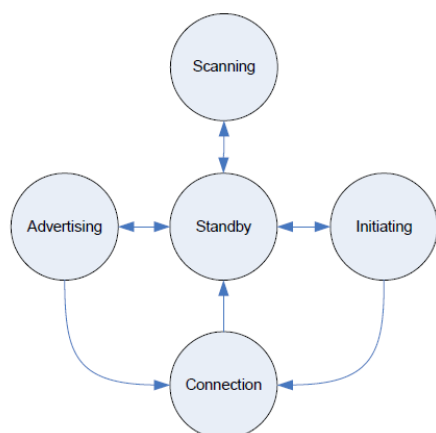 Scanning
Advertising
Standby
Initiating
Connection